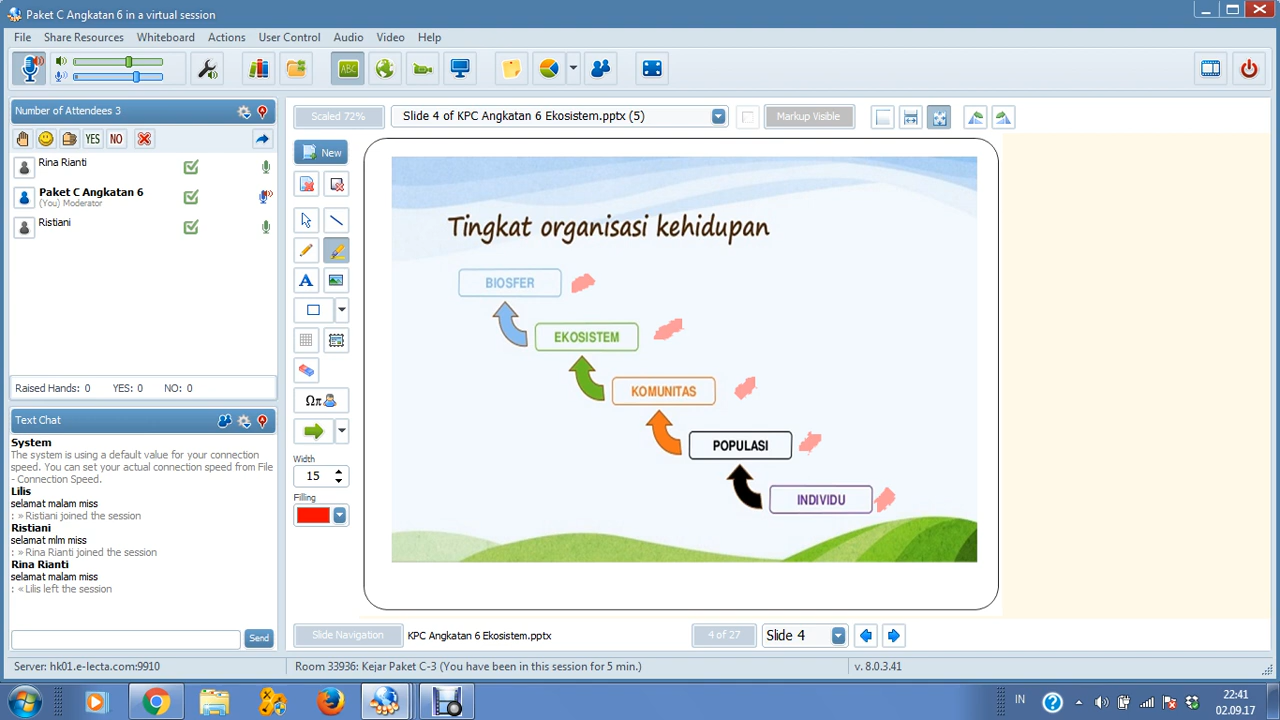 Paket C Angkatan 6 in a virtual session
File Share Resources Whiteboard Actions User Control Audio Video Help
ABC
Number of Attendees 3
YES NO
Rina Rianti
Paket C Angkatan 6
(You) Moderator
Ristiani
Raised Hands: 0 YES: 0 NO: 0
Text Chat
System
The system is using a default value for your connection
speed. You can set your actual connection speed from File
- Connection Speed.
Lilis
selamat malam miss
: » Ristiani joined the session
Ristiani
selamat mlm miss
: » Rina Rianti joined the session
Rina Rianti
selamat malam miss
: « Lilis left the session
Send
Scaled 72%
Slide 4 of KPC Angkatan 6 Ekosistem.pptx (5)
Markup Visible
New
A
Ωπ
Width
15
Filling
Tingkat organisasi kehidupan
BIOSFER
EKOSISTEM
KOMUNITAS
POPULASI
INDIVIDU
Slide Navigation
KPC Angkatan 6 Ekosistem.pptx
4 of 27
Slide 4
Server: hk01.e-lecta.com:9910
Room 33936: Kejar Paket C-3 (You have been in this session for 5 min.)
v. 8.0.3.41
IN
22:41
02.09.17